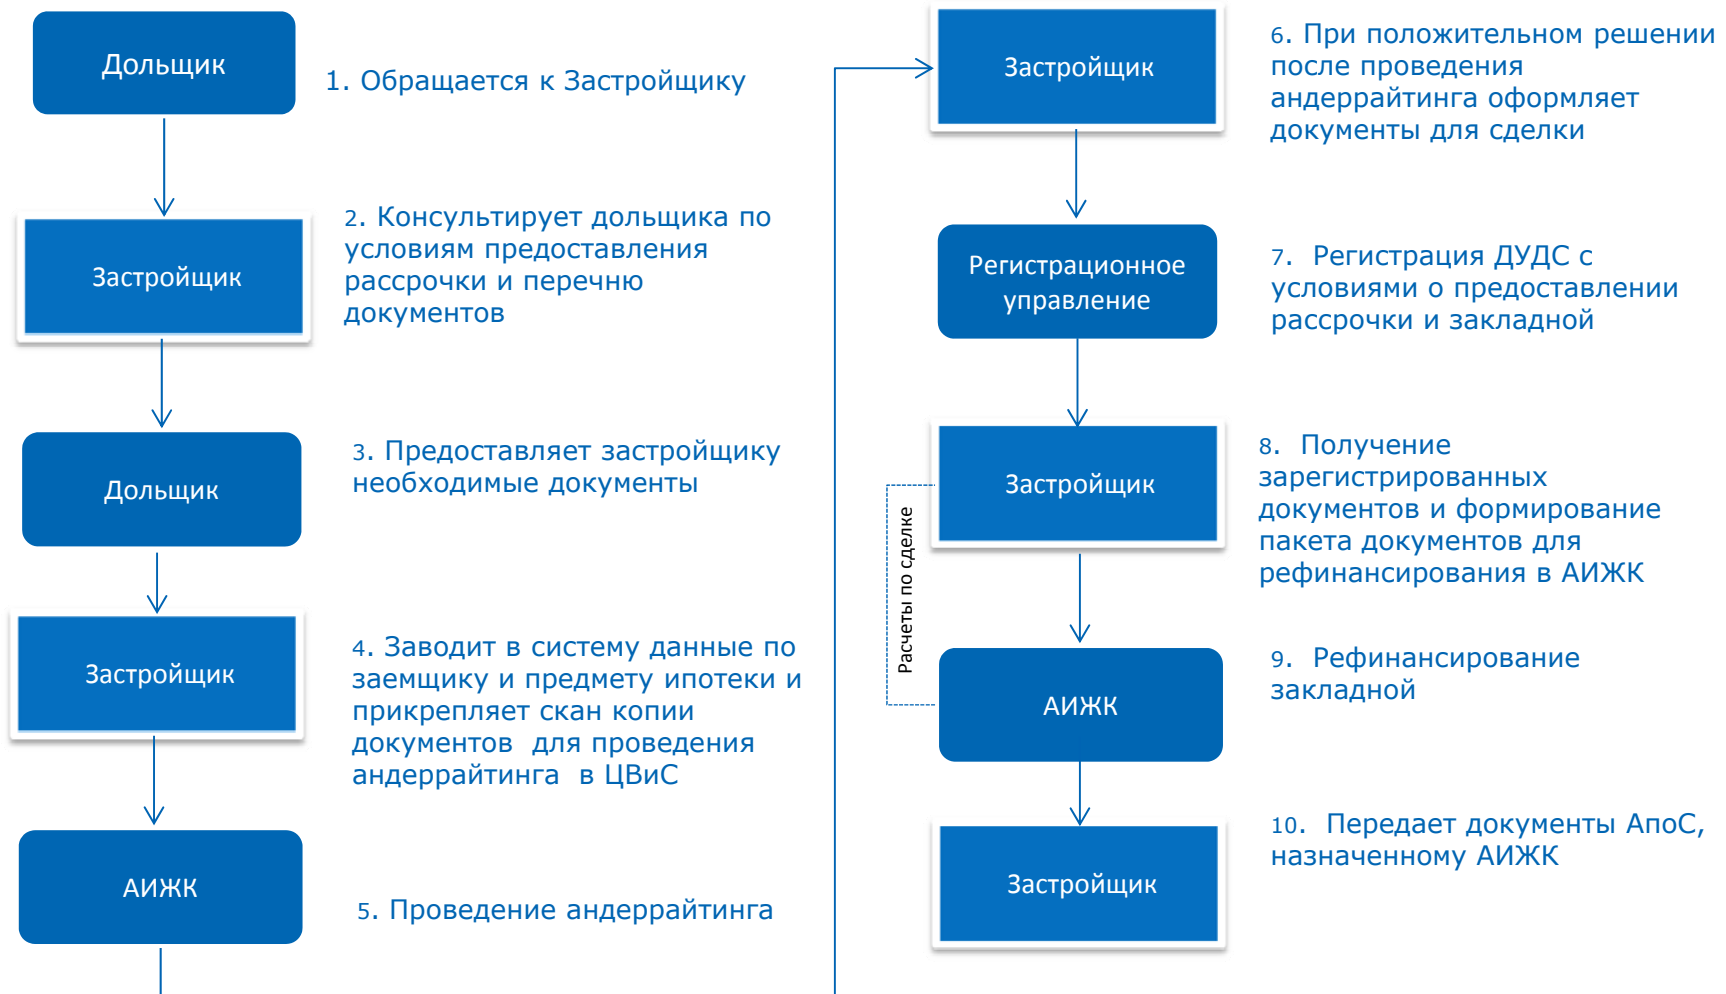 Дольщик
1. Обращается к Застройщику
Застройщик
2. Консультирует дольщика по
условиям предоставления
рассрочки и перечню
документов
Дольщик
3. Предоставляет застройщику
необходимые документы
Застройщик
4. Заводит в систему данные по
заемщику и предмету ипотеки и
прикрепляет скан копии
документов  для проведения
андеррайтинга  в ЦВиС
АИЖК
5. Проведение андеррайтинга
Застройщик
6. При положительном решении
после проведения
андеррайтинга оформляет
документы для сделки
Регистрационное
управление
7.  Регистрация ДУДС с
условиями о предоставлении
рассрочки и закладной
Застройщик
8.  Получение
зарегистрированных
документов и формирование
пакета документов для
рефинансирования в АИЖК
Расчеты по сделке
АИЖК
9.  Рефинансирование
закладной
Застройщик
10.  Передает документы АпоС,
назначенному АИЖК